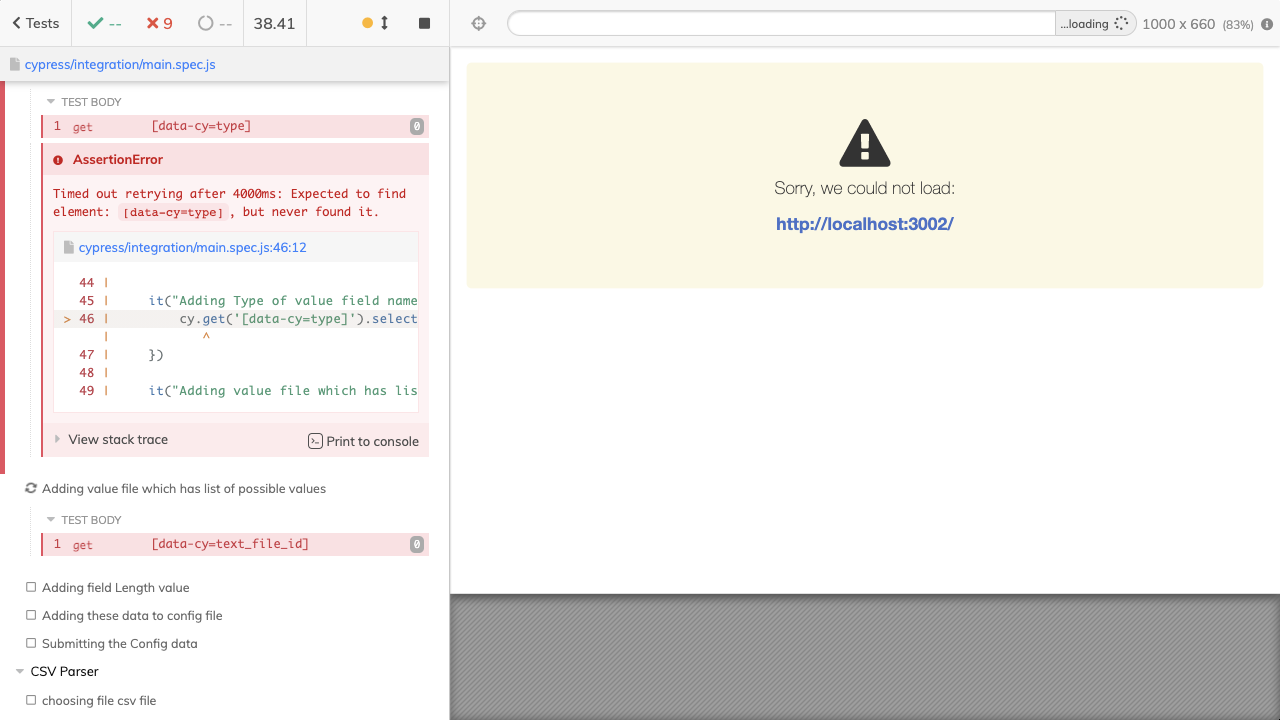 Tests
--
9
--
38.41
...loading
1000 x 660 (83%)
cypress/integration/main.spec.js
TEST BODY
1 get [data-cy=type] 0
AssertionError
Timed out retrying after 4000ms: Expected to find
element: [data-cy=type], but never found it.
cypress/integration/main.spec.js:46:12
44 |
45 | it("Adding Type of value field name
> 46 | cy.get('[data-cy=type]').select
| ^
47 | })
48 |
49 | it("Adding value file which has lis
View stack trace
Print to console
Adding value file which has list of possible values
TEST BODY
1 get [data-cy=text_file_id] 0
Adding field Length value
Adding these data to config file
Submitting the Config data
CSV Parser
choosing file csv file
Sorry, we could not load:
http://localhost:3002/